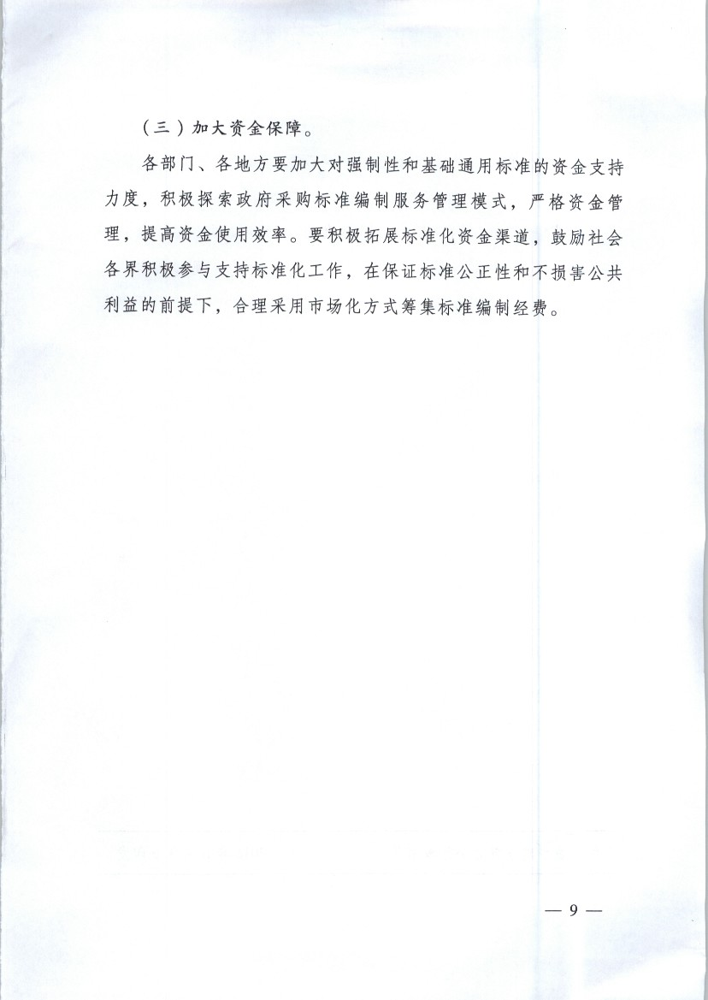 （三）加大资金保障。
各部门、各地方要加大对强制性和基础通用标准的资金支持
力度，积极探索政府采购标准编制服务管理模式，严格资金管
理，提高资金使用效率。要积极拓展标准化资金渠道，鼓励社会
各界积极参与支持标准化工作，在保证标准公正性和不损害公共
利益的前提下，合理采用市场化方式筹集标准编制经费。
— 9 —